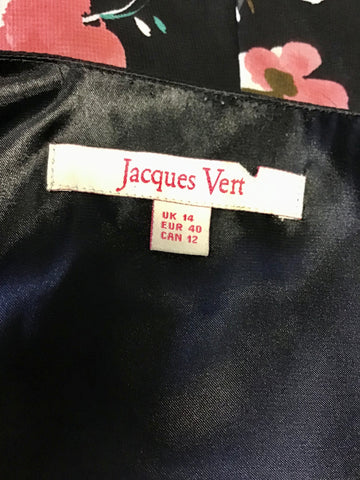 Jacques Vert
UK 14
EUR 40
CAN 12